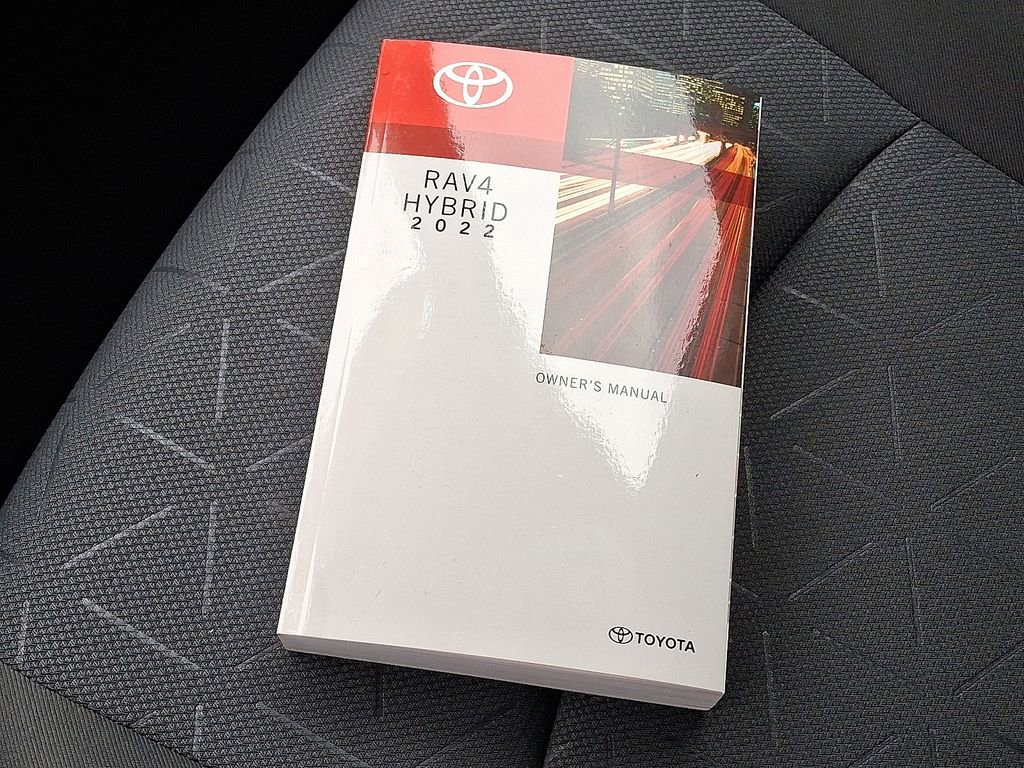 RAV4
HYBRID
2022
OWNER'S MANUAL
TOYOTA